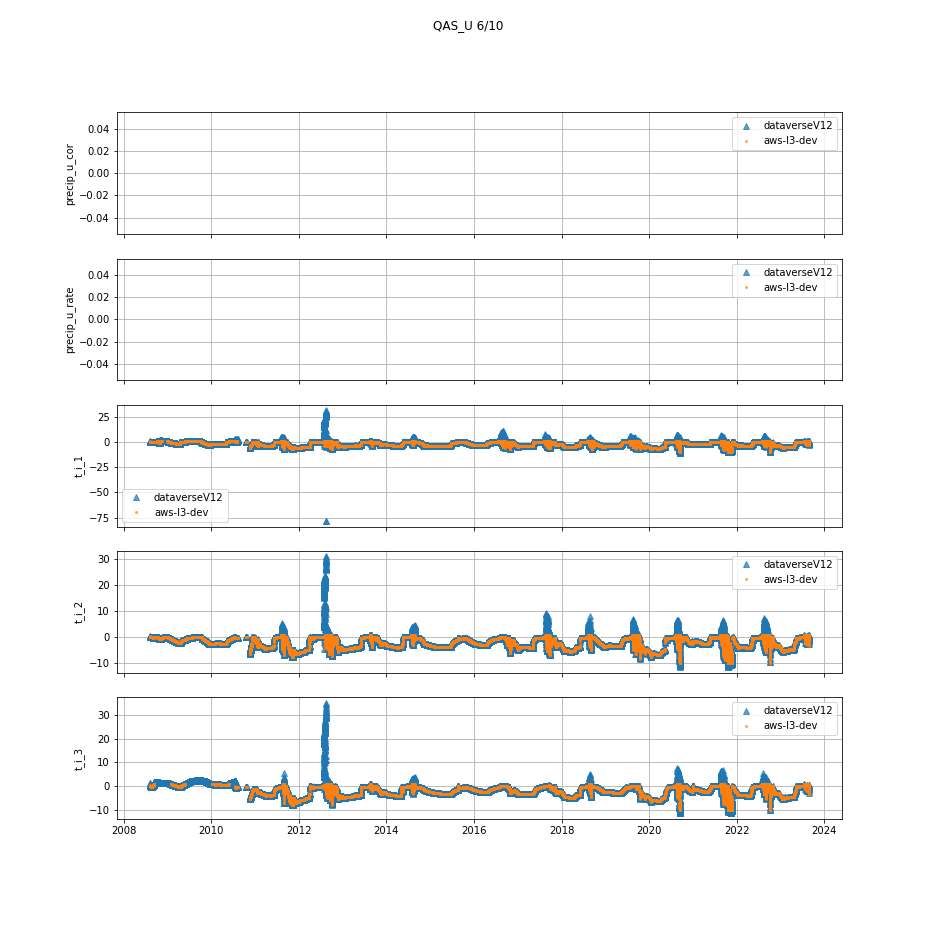 QAS_U 6/10
precip_u_cor
0.04
0.02
0.00
−0.02
−0.04
dataverseV12
aws-l3-dev
precip_u_rate
0.04
0.02
0.00
−0.02
−0.04
dataverseV12
aws-l3-dev
t_i_1
25
0
−25
−50
−75
dataverseV12
aws-l3-dev
t_i_2
30
20
10
0
−10
dataverseV12
aws-l3-dev
t_i_3
30
20
10
0
−10
dataverseV12
aws-l3-dev
2008 2010 2012 2014 2016 2018 2020 2022 2024